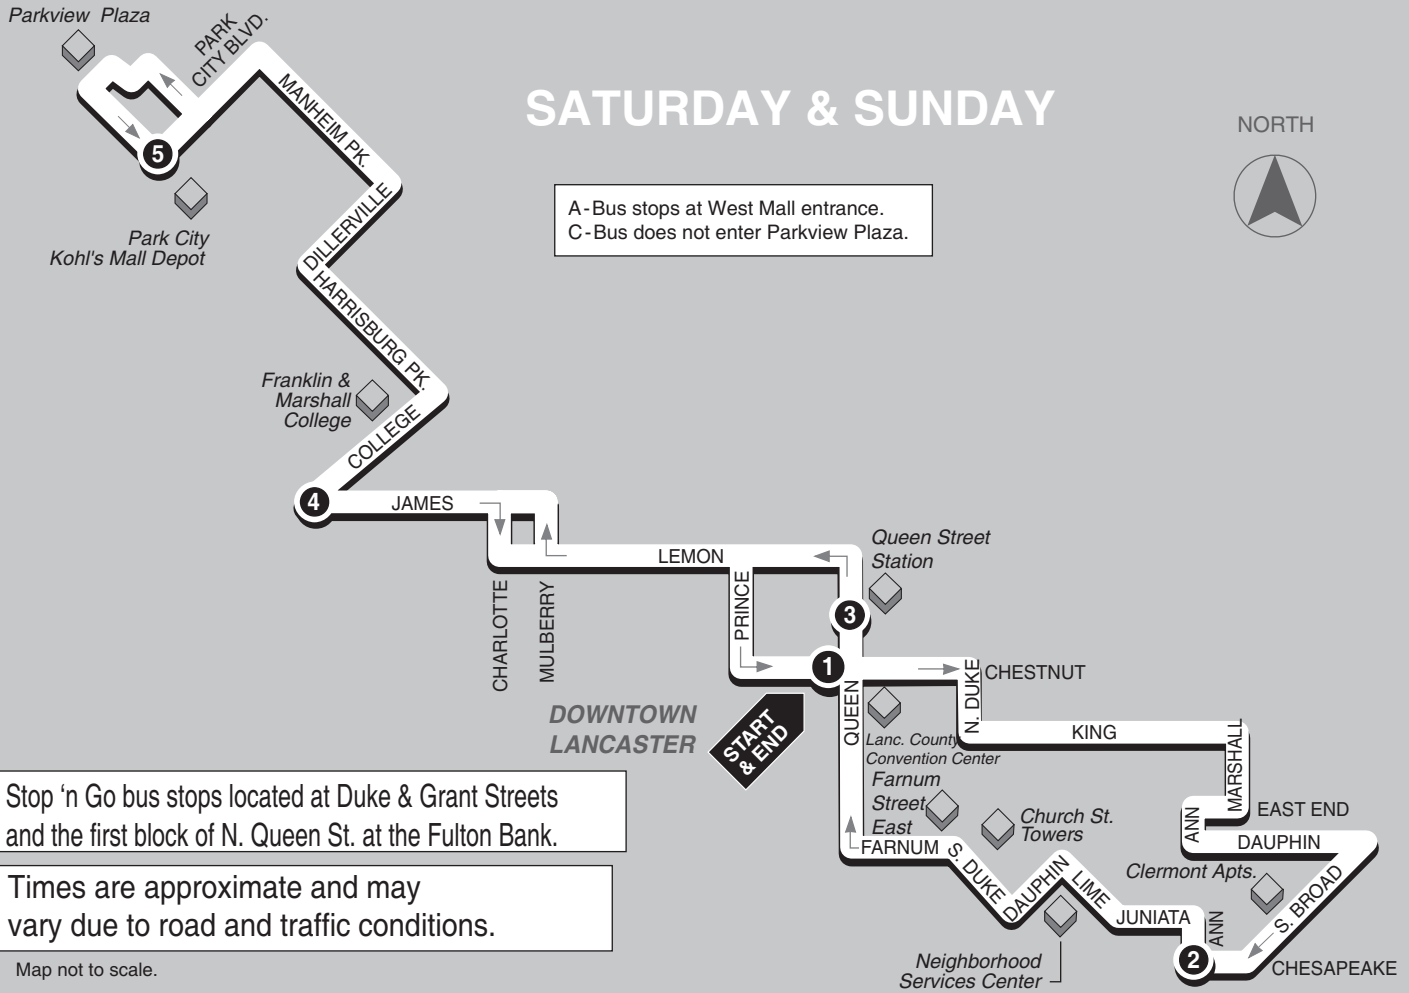 Parkview Plaza
PARK
CITY BLVD.
SATURDAY & SUNDAY
NORTH
MANHEIM PK.
5
A-Bus stops at West Mall entrance.
C-Bus does not enter Parkview Plaza.
DILLERVILLE
Park City
Kohl's Mall Depot
HARRISBURG PK.
Franklin &
Marshall
College
COLLEGE
4
JAMES
LEMON
Queen Street
Station
CHARLOTTE
MULBERRY
PRINCE
3
1
QUEEN
N. DUKE
CHESTNUT
DOWNTOWN
LANCASTER
START
& END
Lanc. County
Convention Center
KING
MARSHALL
EAST END
ANN
DAUPHIN
Farnum
Street
East
FARNUM
Church St.
Towers
Clermont Apts.
S. DUKE
DAUPHIN
LIME
JUNIATA
ANN
S. BROAD
2
CHESAPEAKE
Neighborhood
Services Center
Stop ‘n Go bus stops located at Duke & Grant Streets
and the first block of N. Queen St. at the Fulton Bank.
Times are approximate and may
vary due to road and traffic conditions.
Map not to scale.